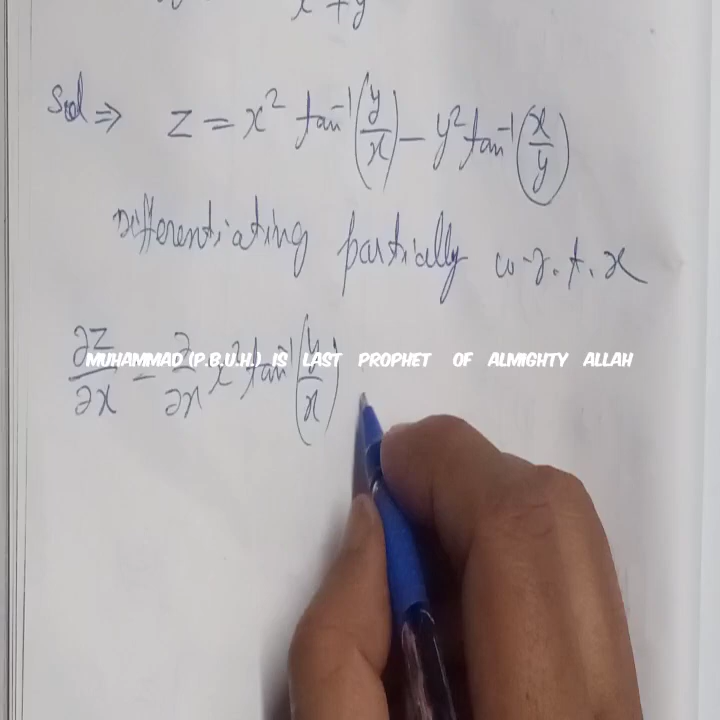 x + y
Sol ⇒ z = x² tan⁻¹(y/x) − y² tan⁻¹(x/y)
Differentiating partially w.r.t. x
∂z/∂x = ∂/∂x x² tan⁻¹(y/x)
MUHAMMAD (P.B.U.H.) IS LAST PROPHET OF ALMIGHTY ALLAH